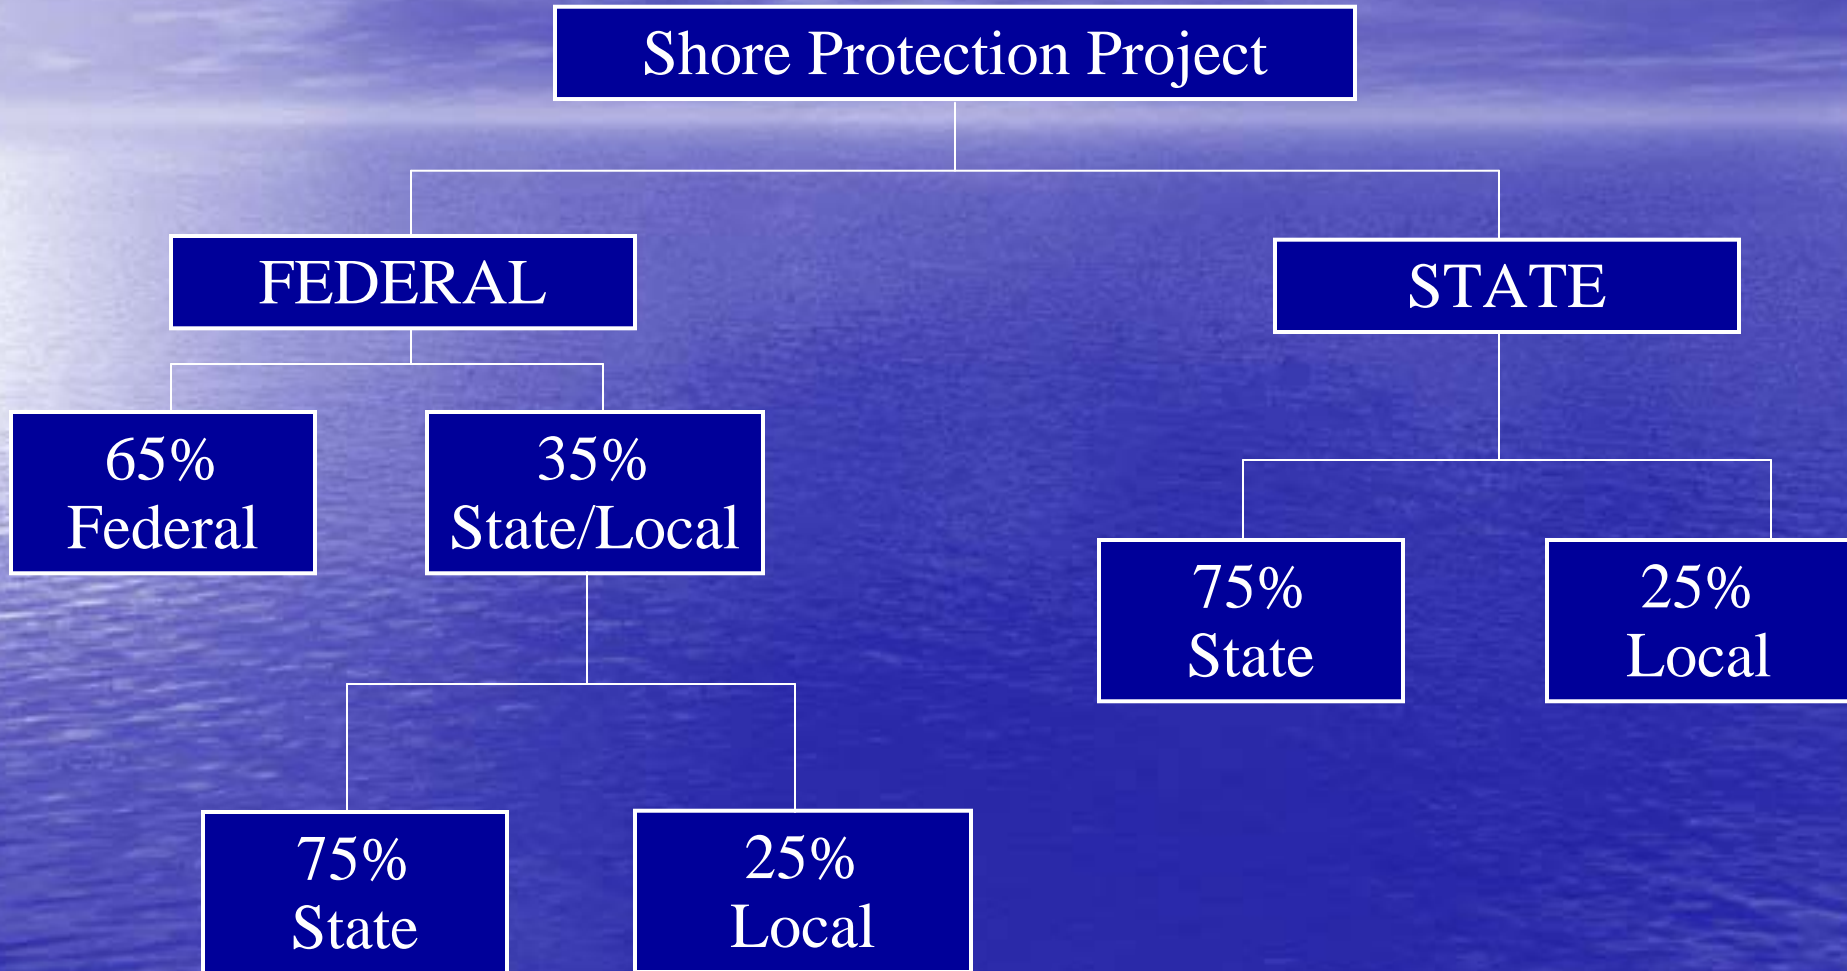 Shore Protection Project
FEDERAL
STATE
65%
Federal
35%
State/Local
75%
State
25%
Local
75%
State
25%
Local